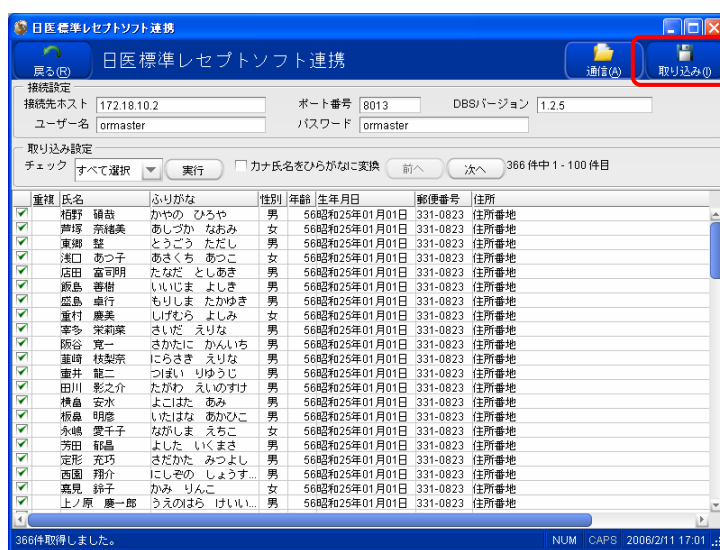 日医標準レセプトソフト連携
戻る(R) 日医標準レセプトソフト連携 通信(A) 取り込み(I)
接続設定
接続先ホスト 172.18.10.2 ポート番号 8013 DBSバージョン 1.2.5
ユーザー名 ormaster パスワード ormaster
取り込み設定
チェック すべて選択 実行 カナ氏名をひらがなに変換 前へ 次へ 366件中 1 - 100 件目
重複 氏名 ふりがな 性別 年齢 生年月日 郵便番号 住所
栢野 碩哉 かやの ひろや 男 56 昭和25年01月01日 331-0823 住所番地
芦塚 奈緒美 あしづか なおみ 女 56 昭和25年01月01日 331-0823 住所番地
東郷 整 とうごう ただし 男 56 昭和25年01月01日 331-0823 住所番地
浅口 あつ子 あさくち あつこ 女 56 昭和25年01月01日 331-0823 住所番地
店田 富司明 たなだ としあき 男 56 昭和25年01月01日 331-0823 住所番地
飯島 善樹 いいじま よしき 男 56 昭和25年01月01日 331-0823 住所番地
盛島 卓行 もりしま たかゆき 男 56 昭和25年01月01日 331-0823 住所番地
重村 慶美 しげむら よしみ 女 56 昭和25年01月01日 331-0823 住所番地
宰多 栄莉菜 さいだ えりな 男 56 昭和25年01月01日 331-0823 住所番地
阪谷 寛一 さかたに かんいち 男 56 昭和25年01月01日 331-0823 住所番地
韮崎 枝梨奈 にらさき えりな 男 56 昭和25年01月01日 331-0823 住所番地
壷井 龍二 つぼい りゆうじ 男 56 昭和25年01月01日 331-0823 住所番地
田川 影之介 たがわ えいのすけ 男 56 昭和25年01月01日 331-0823 住所番地
横畠 安水 よこはた あみ 男 56 昭和25年01月01日 331-0823 住所番地
板鼻 明彦 いたはな あかひこ 男 56 昭和25年01月01日 331-0823 住所番地
永嶋 愛千子 ながしま えちこ 女 56 昭和25年01月01日 331-0823 住所番地
芳田 郁昌 よした いくまさ 男 56 昭和25年01月01日 331-0823 住所番地
定形 充巧 さだかた みつよし 男 56 昭和25年01月01日 331-0823 住所番地
西園 翔介 にしぞの しょうす... 男 56 昭和25年01月01日 331-0823 住所番地
嘉見 鈴子 かみ りんこ 女 56 昭和25年01月01日 331-0823 住所番地
上ノ原 慶一郎 うえのはら けいい... 男 56 昭和25年01月01日 331-0823 住所番地
366件取得しました。 NUM CAPS 2006/2/11 17:01